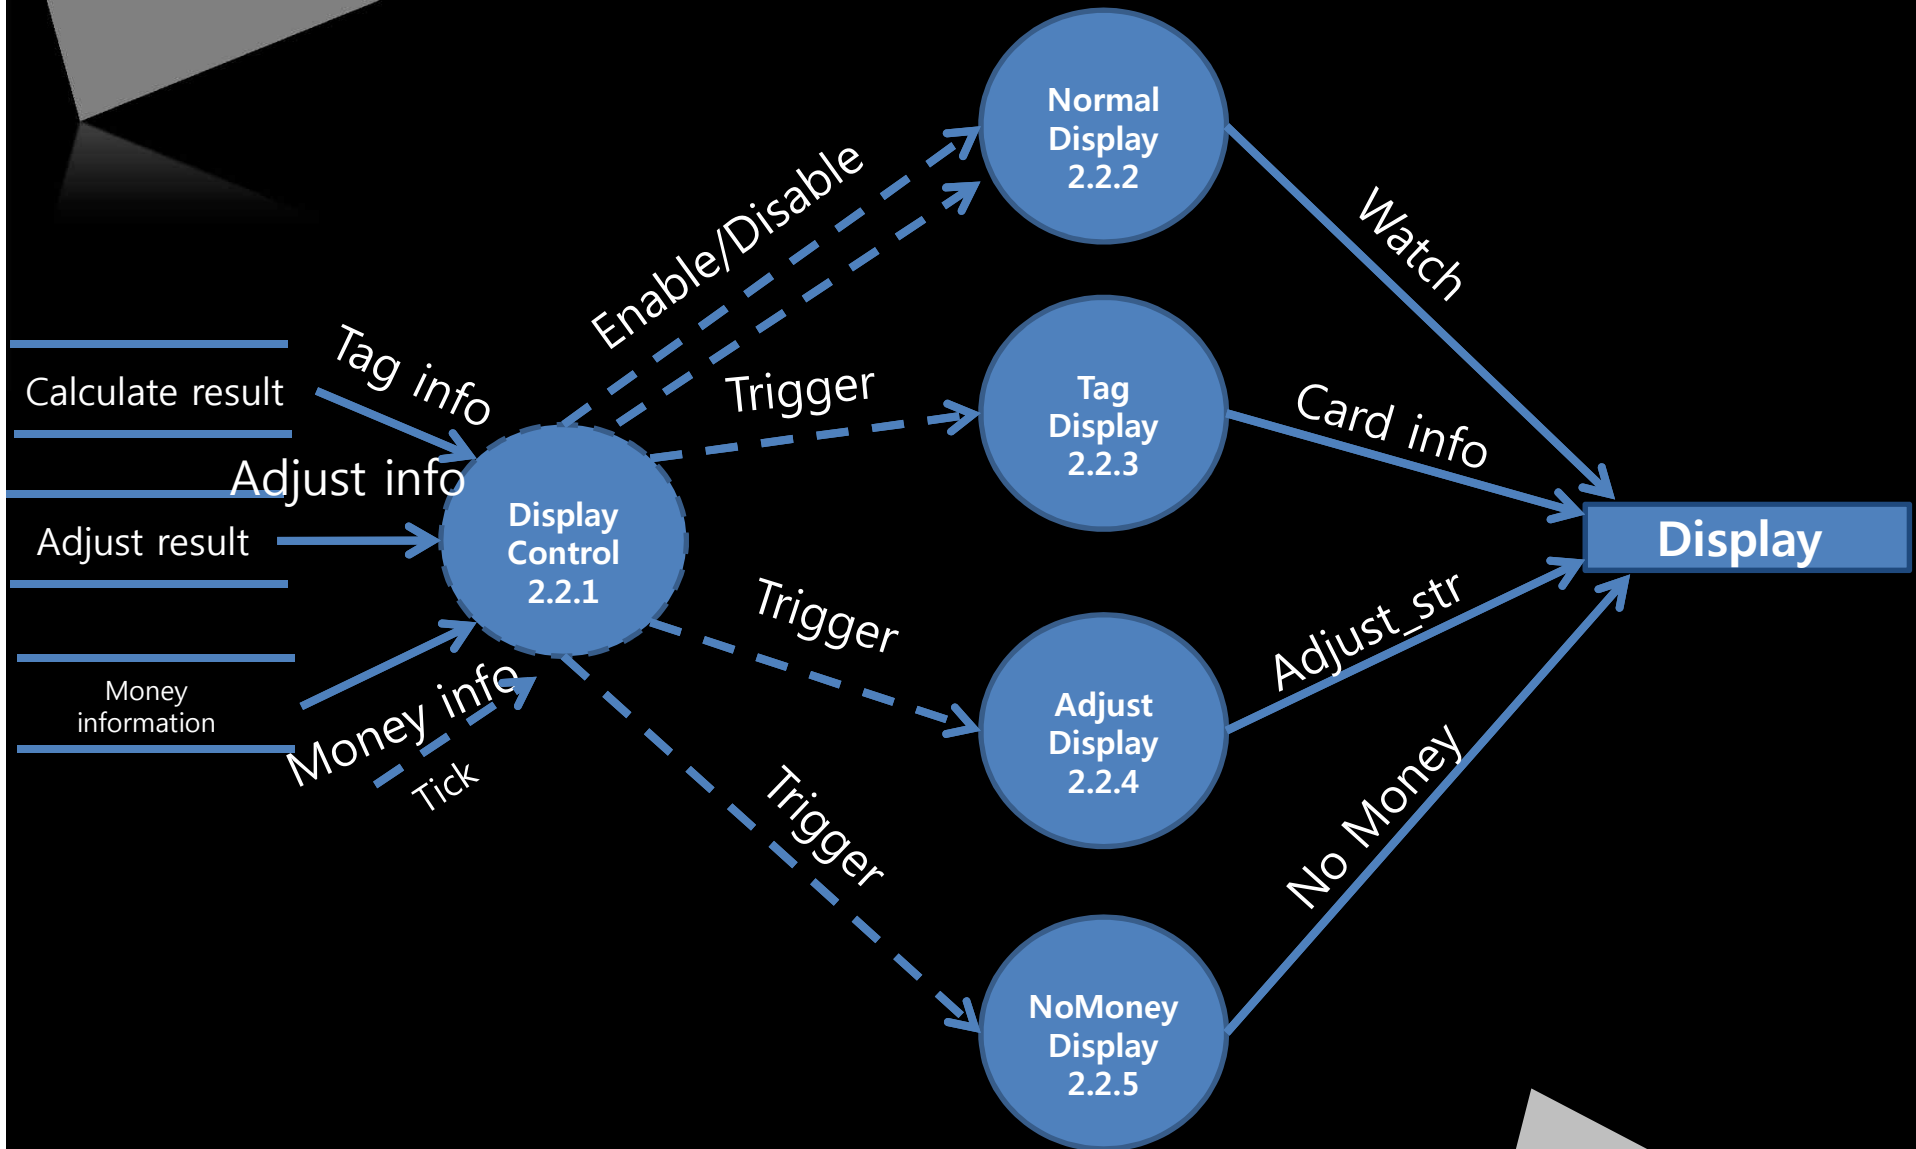 Normal
Display
2.2.2
Enable/Disable
Watch
Tag info
Calculate result
Trigger
Tag
Display
2.2.3
Card info
Adjust info
Adjust result
Display
Control
2.2.1
Display
Trigger
Adjust_str
Money
information
Money info
Tick
Adjust
Display
2.2.4
Trigger
No Money
NoMoney
Display
2.2.5